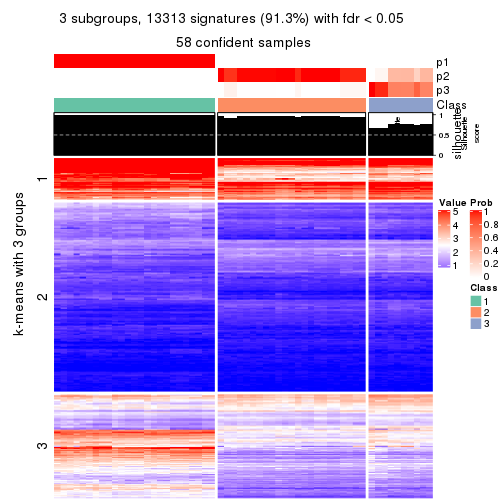 3 subgroups, 13313 signatures (91.3%) with fdr < 0.05
58 confident samples
p1
p2
p3
Class
silhouette
Silhouette
score
1
0.5
0
k-means with 3 groups
1
2
3
Value
5
4
3
2
1
Prob
1
0.8
0.6
0.4
0.2
0
Class
1
2
3